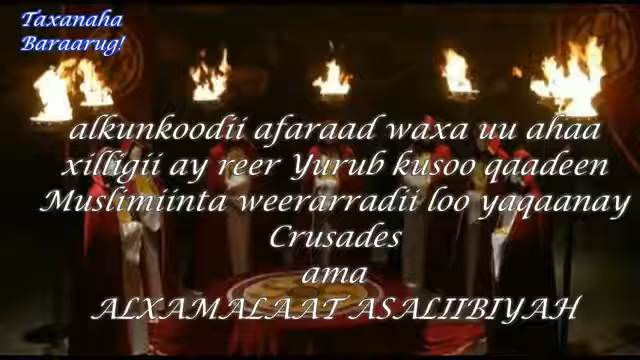 Taxanaha
Baraarug!
alkunkoodii afaraad waxa uu ahaa
xilligii ay reer Yurub kusoo qaadeen
Muslimiinta weerarradii loo yaqaanay
Crusades
ama
ALXAMALAAT ASALIIBIYAH